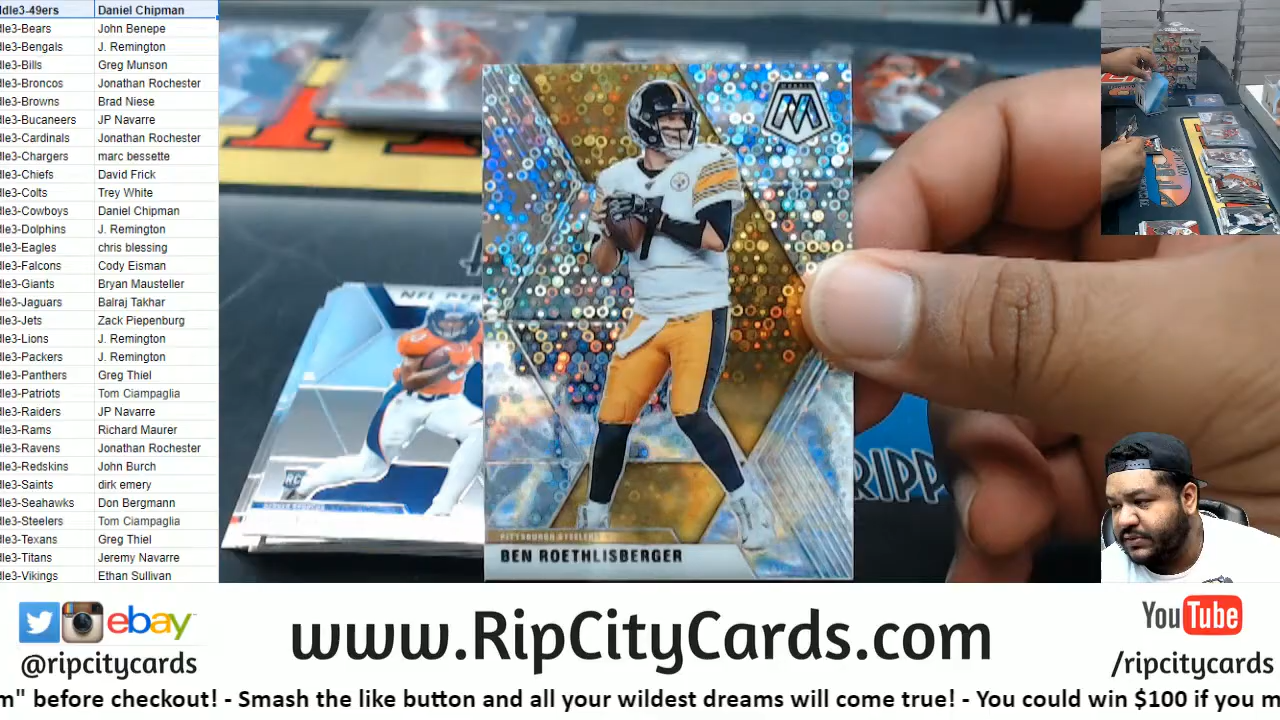 dle3-49ers Daniel Chipman
dle3-Bears John Benepe
dle3-Bengals J. Remington
dle3-Bills Greg Munson
dle3-Broncos Jonathan Rochester
dle3-Browns Brad Niese
dle3-Bucaneers JP Navarre
dle3-Cardinals Jonathan Rochester
dle3-Chargers marc bessette
dle3-Chiefs David Frick
dle3-Colts Trey White
dle3-Cowboys Daniel Chipman
dle3-Dolphins J. Remington
dle3-Eagles chris blessing
dle3-Falcons Cody Eisman
dle3-Giants Bryan Mausteller
dle3-Jaguars Balraj Takhar
dle3-Jets Zack Piepenburg
dle3-Lions J. Remington
dle3-Packers J. Remington
dle3-Panthers Greg Thiel
dle3-Patriots Tom Ciampaglia
dle3-Raiders JP Navarre
dle3-Rams Richard Maurer
dle3-Ravens Jonathan Rochester
dle3-Redskins John Burch
dle3-Saints dirk emery
dle3-Seahawks Don Bergmann
dle3-Steelers Tom Ciampaglia
dle3-Texans Greg Thiel
dle3-Titans Jeremy Navarre
dle3-Vikings Ethan Sullivan
MOSAIC
M
NFL
RC
PITTSBURGH STEELERS
BEN ROETHLISBERGER
RIPP
ebay
@ripcitycards
www.RipCityCards.com
YouTube
/ripcitycards
m" before checkout! - Smash the like button and all your wildest dreams will come true! - You could win $100 if you m